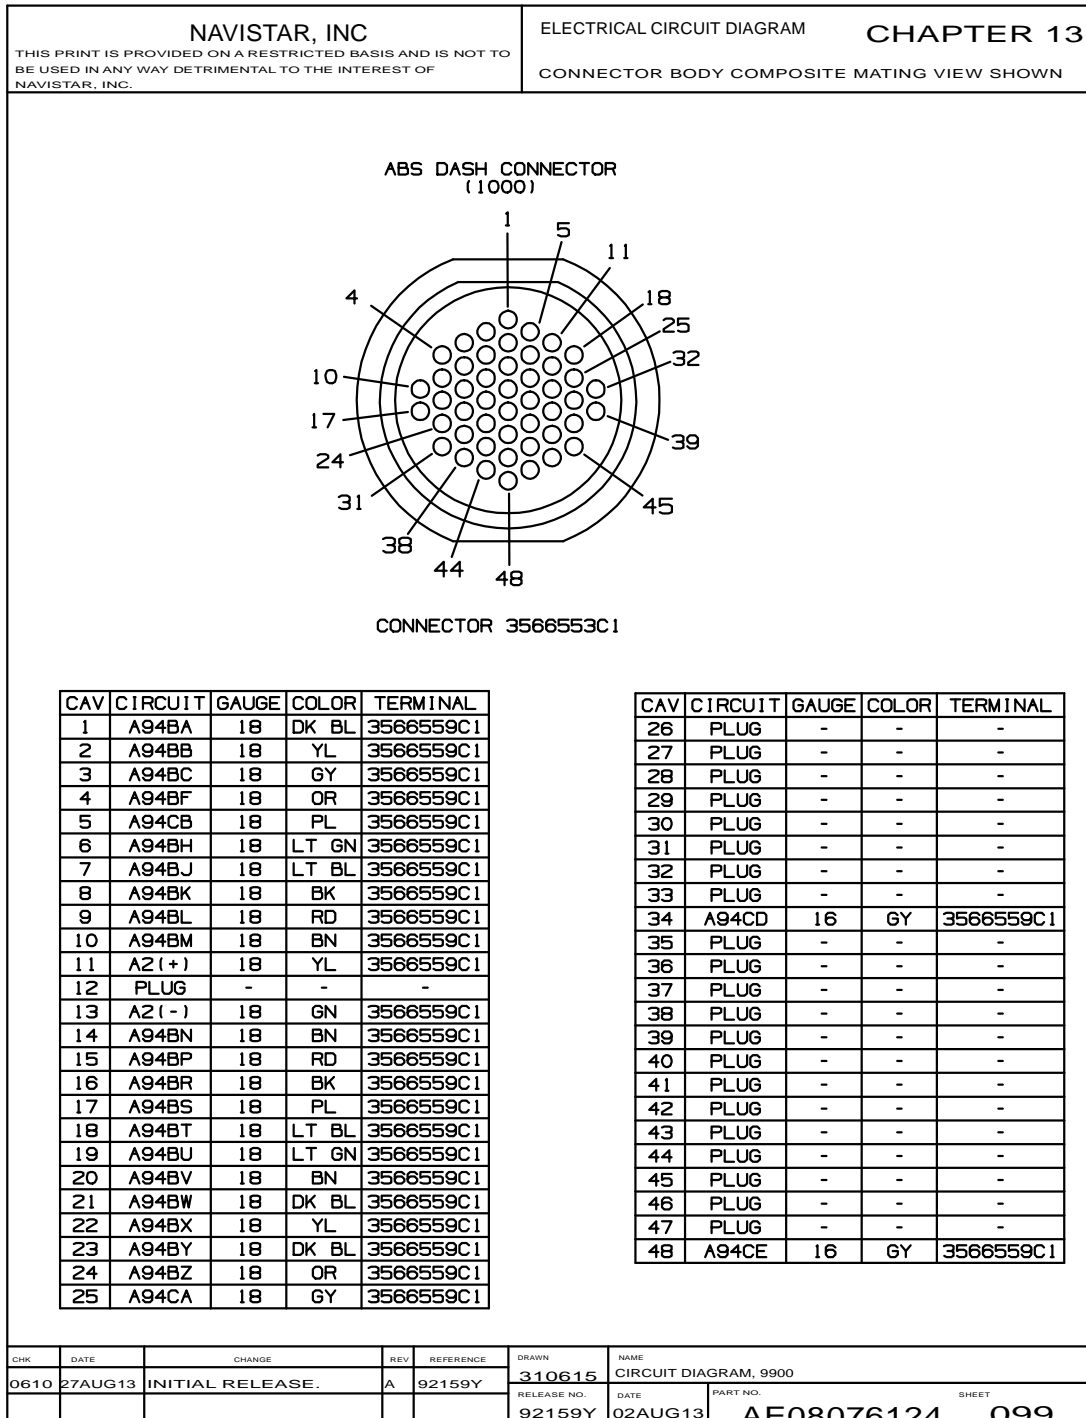 NAVISTAR, INC
THIS PRINT IS PROVIDED ON A RESTRICTED BASIS AND IS NOT TO
BE USED IN ANY WAY DETRIMENTAL TO THE INTEREST OF
NAVISTAR, INC.
ELECTRICAL CIRCUIT DIAGRAM CHAPTER 13
CONNECTOR BODY COMPOSITE MATING VIEW SHOWN
ABS DASH CONNECTOR
(1000)
1
5
11
4
18
25
32
10
17
39
24
31
45
38
44
48
CONNECTOR 3566553C1
CAV CIRCUIT GAUGE COLOR TERMINAL
1 A94BA 18 DK BL 3566559C1
2 A94BB 18 YL 3566559C1
3 A94BC 18 GY 3566559C1
4 A94BF 18 OR 3566559C1
5 A94CB 18 PL 3566559C1
6 A94BH 18 LT GN 3566559C1
7 A94BJ 18 LT BL 3566559C1
8 A94BK 18 BK 3566559C1
9 A94BL 18 RD 3566559C1
10 A94BM 18 BN 3566559C1
11 A2(+) 18 YL 3566559C1
12 PLUG - - -
13 A2(-) 18 GN 3566559C1
14 A94BN 18 BN 3566559C1
15 A94BP 18 RD 3566559C1
16 A94BR 18 BK 3566559C1
17 A94BS 18 PL 3566559C1
18 A94BT 18 LT BL 3566559C1
19 A94BU 18 LT GN 3566559C1
20 A94BV 18 BN 3566559C1
21 A94BW 18 DK BL 3566559C1
22 A94BX 18 YL 3566559C1
23 A94BY 18 DK BL 3566559C1
24 A94BZ 18 OR 3566559C1
25 A94CA 18 GY 3566559C1
CAV CIRCUIT GAUGE COLOR TERMINAL
26 PLUG - - -
27 PLUG - - -
28 PLUG - - -
29 PLUG - - -
30 PLUG - - -
31 PLUG - - -
32 PLUG - - -
33 PLUG - - -
34 A94CD 16 GY 3566559C1
35 PLUG - - -
36 PLUG - - -
37 PLUG - - -
38 PLUG - - -
39 PLUG - - -
40 PLUG - - -
41 PLUG - - -
42 PLUG - - -
43 PLUG - - -
44 PLUG - - -
45 PLUG - - -
46 PLUG - - -
47 PLUG - - -
48 A94CE 16 GY 3566559C1
CHK DATE CHANGE REV REFERENCE
0610 27AUG13 INITIAL RELEASE. A 92159Y
DRAWN
310615
NAME
CIRCUIT DIAGRAM, 9900
RELEASE NO.
92159Y
DATE
02AUG13
PART NO.
AE08076124
SHEET
099